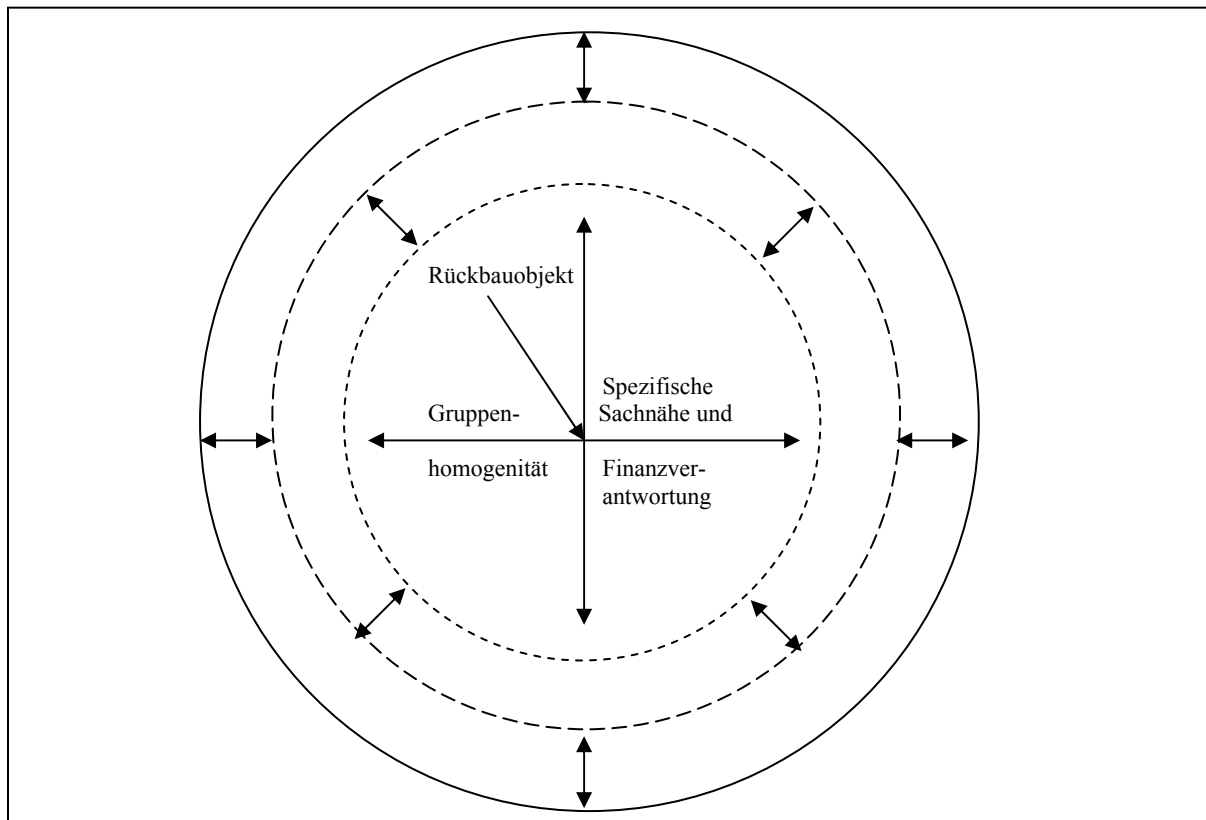 Rückbauobjekt
Gruppen-
homogenität
Spezifische
Sachnähe und
Finanzver-
antwortung